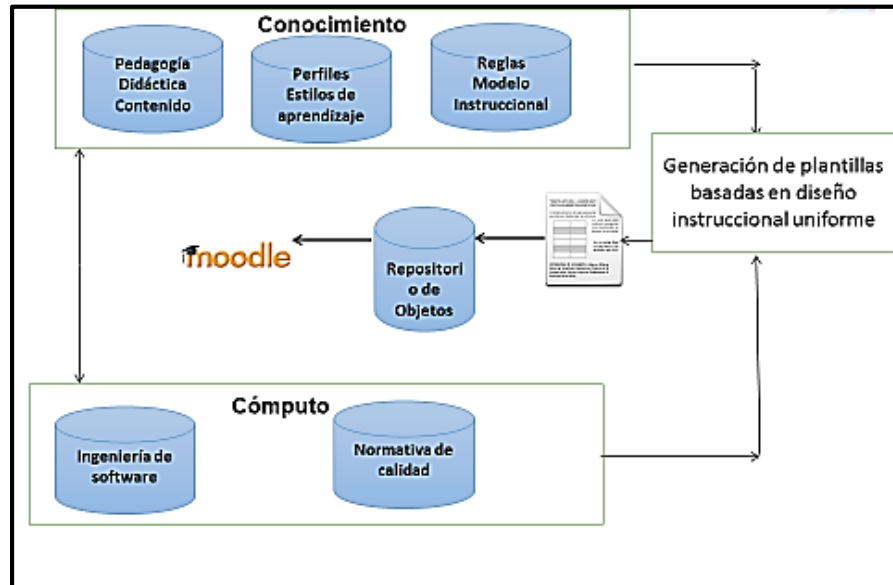 Conocimiento
Pedagogía
Didáctica
Contenido
Perfiles
Estilos de
aprendizaje
Reglas
Modelo
Instruccional
Generación de plantillas
basadas en diseño
instruccional uniforme
moodle
Repositori
o de
Objetos
Cómputo
Ingeniería de
software
Normativa de
calidad